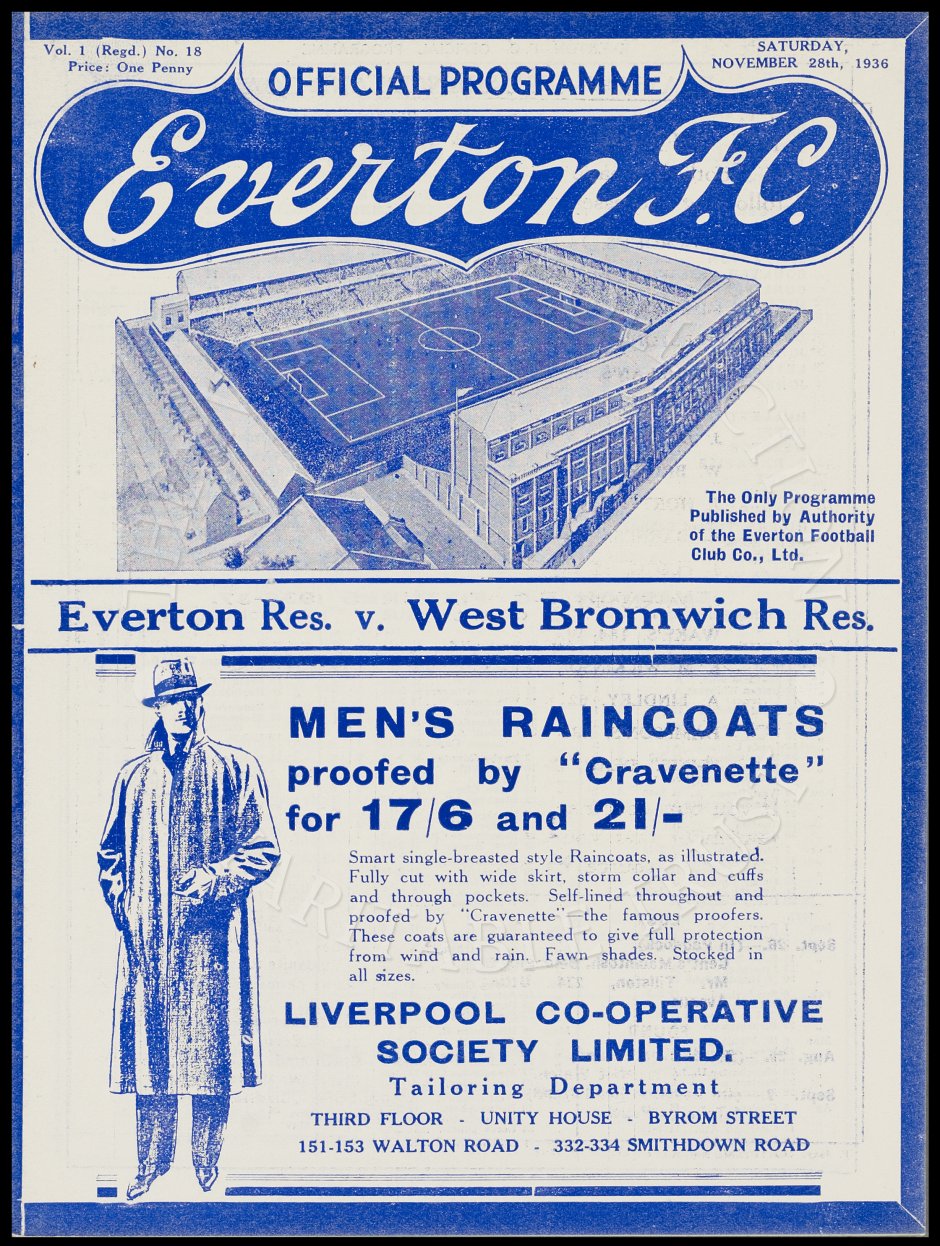 Vol. 1 (Regd.) No. 18
Price: One Penny
SATURDAY,
NOVEMBER 28th, 1936
OFFICIAL PROGRAMME
Everton F.C.
The Only Programme
Published by Authority
of the Everton Football
Club Co., Ltd.
Everton Res. v. West Bromwich Res.
MEN'S RAINCOATS
proofed by "Cravenette"
for 17/6 and 21/-
Smart single-breasted style Raincoats, as illustrated.
Fully cut with wide skirt, storm collar and cuffs
and through pockets. Self-lined throughout and
proofed by "Cravenette" the famous proofers.
These coats are guaranteed to give full protection
from wind and rain. Fawn shades. Stocked in
all sizes.
LIVERPOOL CO-OPERATIVE
SOCIETY LIMITED.
Tailoring Department
THIRD FLOOR - UNITY HOUSE - BYROM STREET
151-153 WALTON ROAD - 332-334 SMITHDOWN ROAD